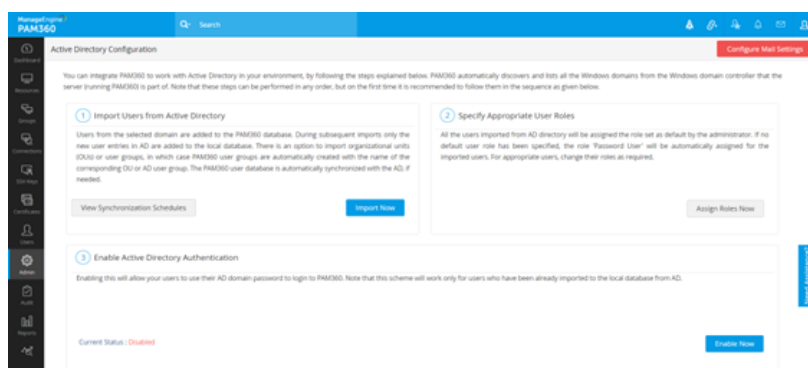 ManageEngine
PAM360
Search
Dashboard
Resources
Groups
Connections
SSH Keys
Certificates
Users
Admin
Audit
Reports
Active Directory Configuration
Configure Mail Settings
You can integrate PAM360 to work with Active Directory in your environment, by following the steps explained below. PAM360 automatically discovers and lists all the Windows domains from the Windows domain controller that the
server (running PAM360) is part of. Note that these steps can be performed in any order, but on the first time it is recommended to follow them in the sequence as given below.
1 Import Users from Active Directory
Users from the selected domain are added to the PAM360 database. During subsequent imports only the
new user entries in AD are added to the local database. There is an option to import organizational units
(OUs) or user groups, in which case PAM360 user groups are automatically created with the name of the
corresponding OU or AD user group. The PAM360 user database is automatically synchronized with the AD, if
needed.
View Synchronization Schedules
Import Now
2 Specify Appropriate User Roles
All the users imported from AD directory will be assigned the role set as default by the administrator. If no
default user role has been specified, the role 'Password User' will be automatically assigned for the
imported users. For appropriate users, change their roles as required.
Assign Roles Now
3 Enable Active Directory Authentication
Enabling this will allow your users to use their AD domain password to login to PAM360. Note that this scheme will work only for users who have been already imported to the local database from AD.
Current Status : Disabled
Enable Now
Need Assistance?